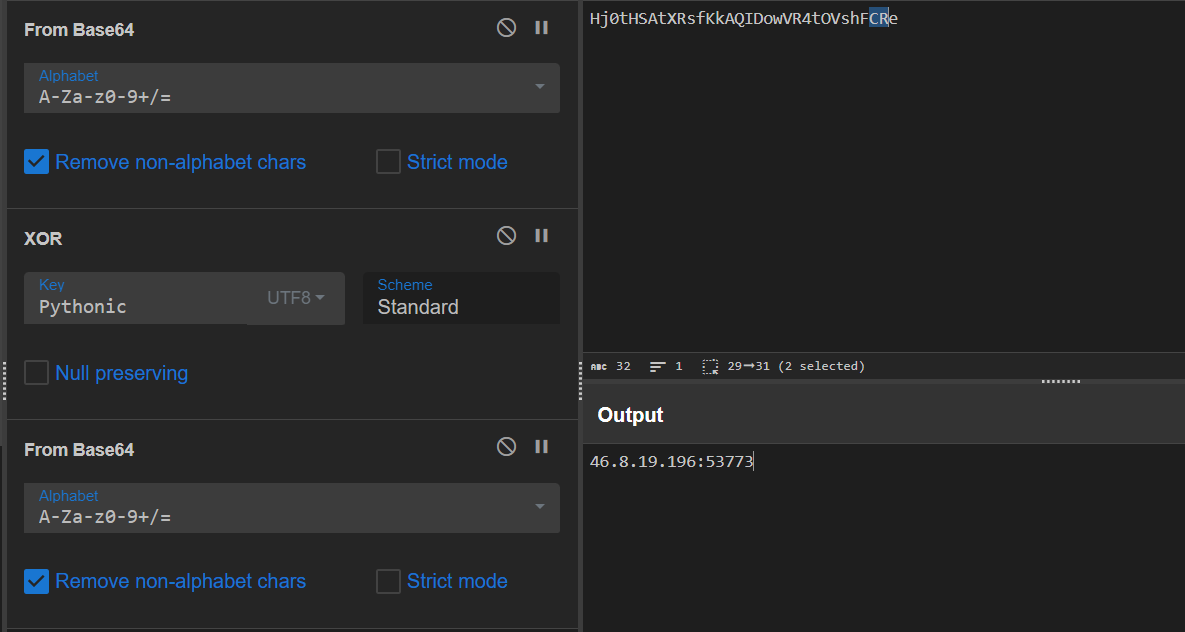 From Base64
Alphabet
A-Za-z0-9+/=
Remove non-alphabet chars
Strict mode
XOR
Key
Pythonic
UTF8
Scheme
Standard
Null preserving
From Base64
Alphabet
A-Za-z0-9+/=
Remove non-alphabet chars
Strict mode
Hj0tHSAtXRsfKkAQIDowVR4tOVshFCRe
ABC 32 1 29→31 (2 selected)
Output
46.8.19.196:53773